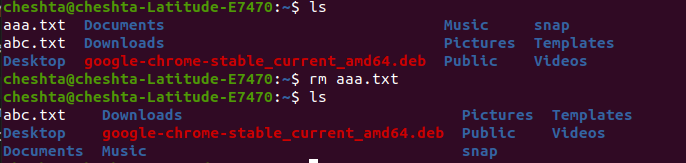 cheshta@cheshta-Latitude-E7470:~$ ls
aaa.txt Documents Music snap
abc.txt Downloads Pictures Templates
Desktop google-chrome-stable_current_amd64.deb Public Videos
cheshta@cheshta-Latitude-E7470:~$ rm aaa.txt
cheshta@cheshta-Latitude-E7470:~$ ls
abc.txt Downloads Pictures Templates
Desktop google-chrome-stable_current_amd64.deb Public Videos
Documents Music snap